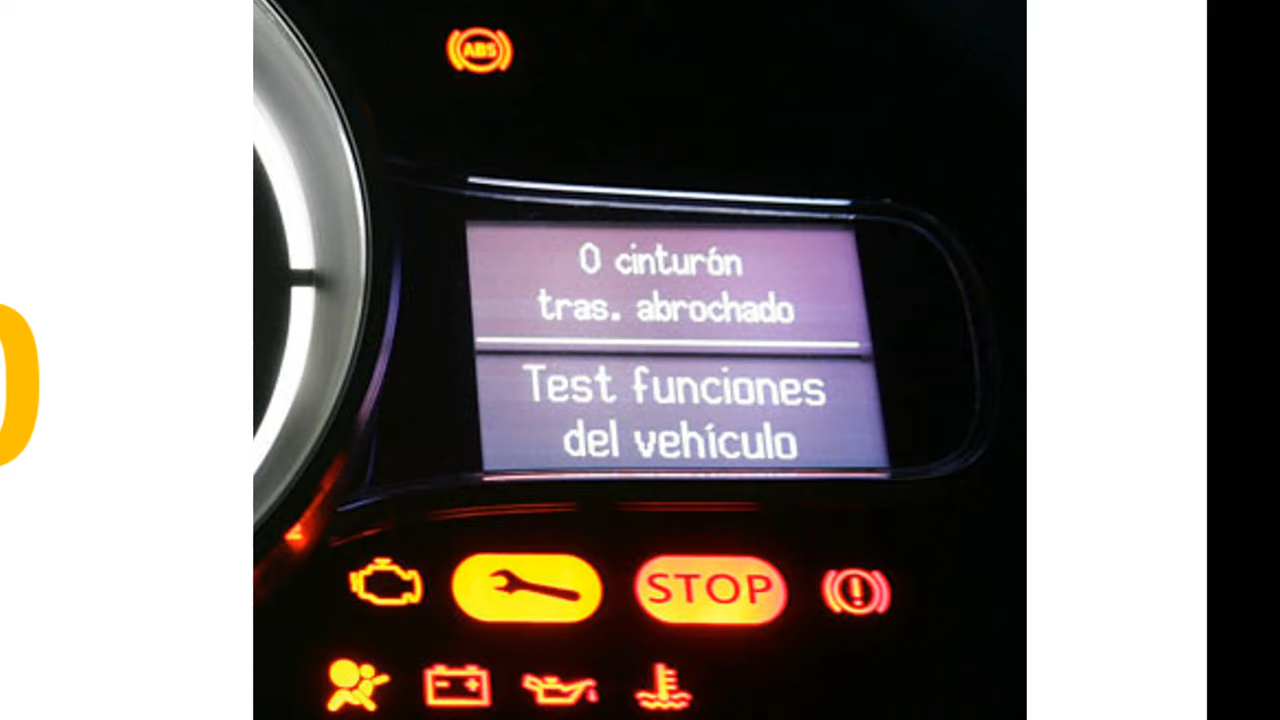 ABS
0 cinturón
tras. abrochado
Test funciones
del vehículo
STOP